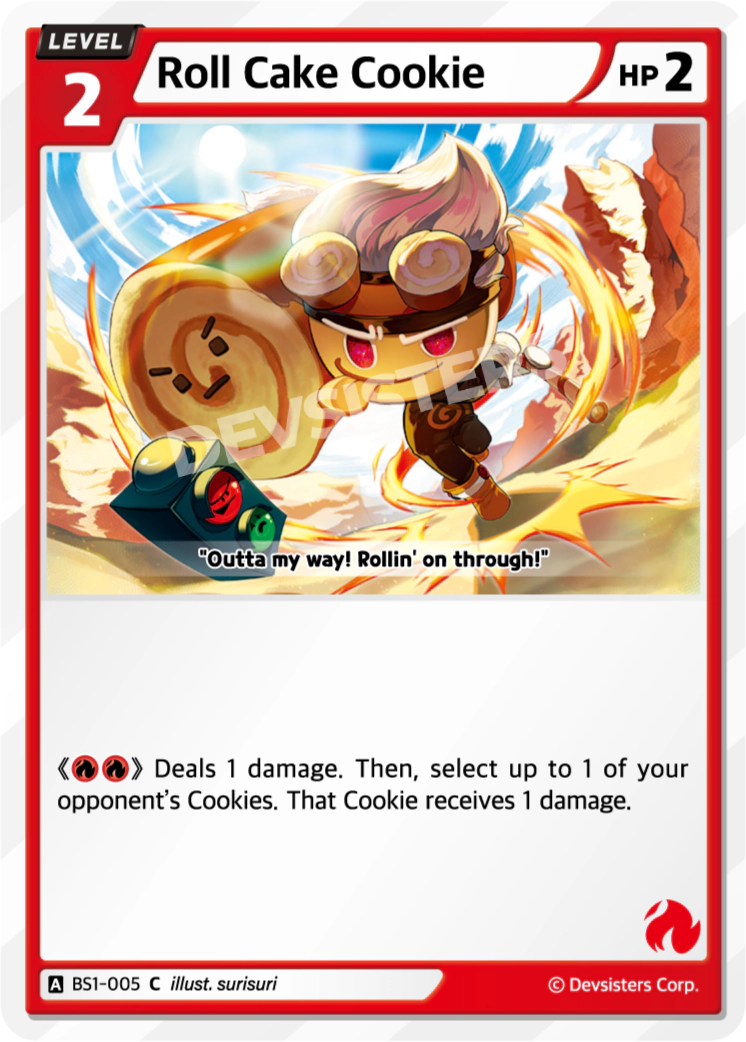 LEVEL
2
Roll Cake Cookie
HP 2
DEVSISTERS
"Outta my way! Rollin' on through!"
《🔥🔥》 Deals 1 damage. Then, select up to 1 of your
opponent's Cookies. That Cookie receives 1 damage.
A BS1-005 C illust. surisuri
© Devsisters Corp.